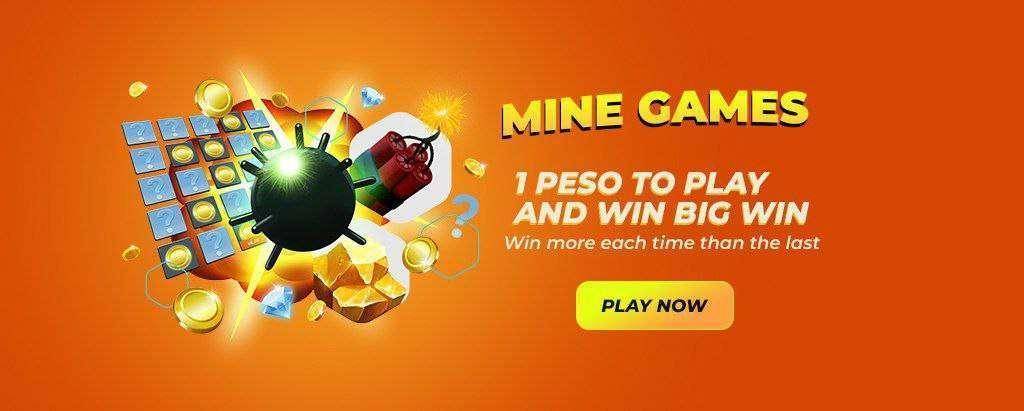 MINE GAMES
1 PESO TO PLAY
AND WIN BIG WIN
Win more each time than the last
PLAY NOW